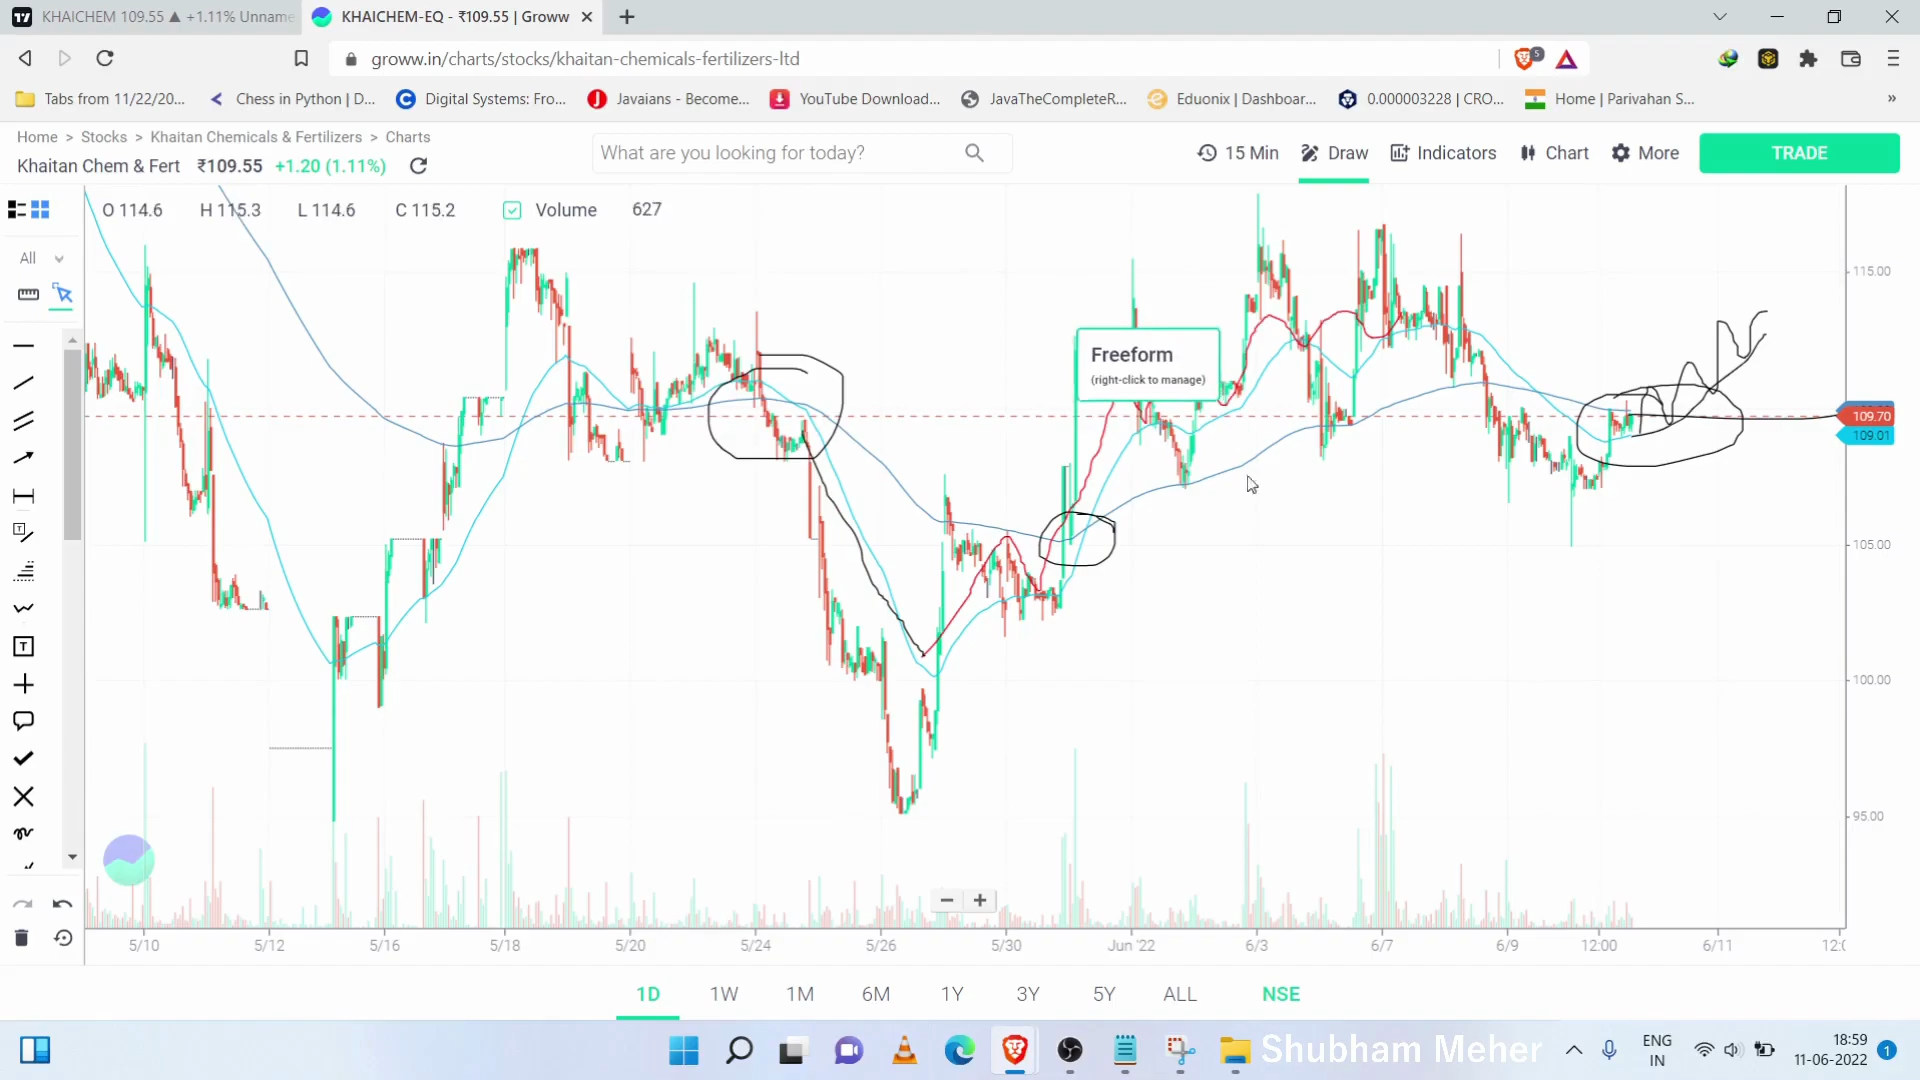 KHAICHEM 109.55 ▲ +1.11% Unname
KHAICHEM-EQ - ₹109.55 | Groww
groww.in/charts/stocks/khaitan-chemicals-fertilizers-ltd
5
Tabs from 11/22/20...
Chess in Python | D...
Digital Systems: Fro...
Javaians - Become...
YouTube Download...
JavaTheCompleteR...
Eduonix | Dashboar...
0.000003228 | CRO...
Home | Parivahan S...
»
Home > Stocks > Khaitan Chemicals & Fertilizers > Charts
Khaitan Chem & Fert ₹109.55 +1.20 (1.11%)
What are you looking for today?
15 Min
Draw
Indicators
Chart
More
TRADE
O 114.6 H 115.3 L 114.6 C 115.2 Volume 627
All
Freeform
(right-click to manage)
115.00
109.70
109.01
105.00
100.00
95.00
5/10 5/12 5/16 5/18 5/20 5/24 5/26 5/30 Jun '22 6/3 6/7 6/9 12:00 6/11 12:0
1D 1W 1M 6M 1Y 3Y 5Y ALL NSE
Shubham Meher
ENG
IN
18:59
11-06-2022
1